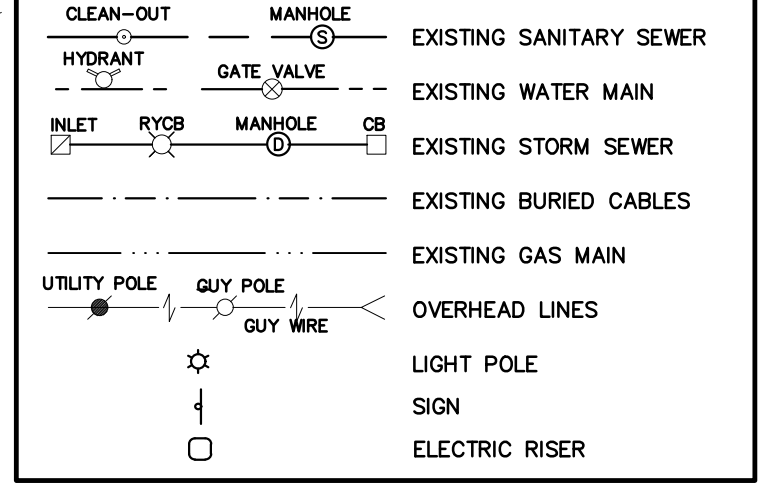 CLEAN-OUT MANHOLE
S EXISTING SANITARY SEWER
HYDRANT GATE VALVE
EXISTING WATER MAIN
INLET RYCB MANHOLE CB
D EXISTING STORM SEWER
EXISTING BURIED CABLES
EXISTING GAS MAIN
UTILITY POLE GUY POLE
OVERHEAD LINES
GUY WIRE
LIGHT POLE
SIGN
ELECTRIC RISER